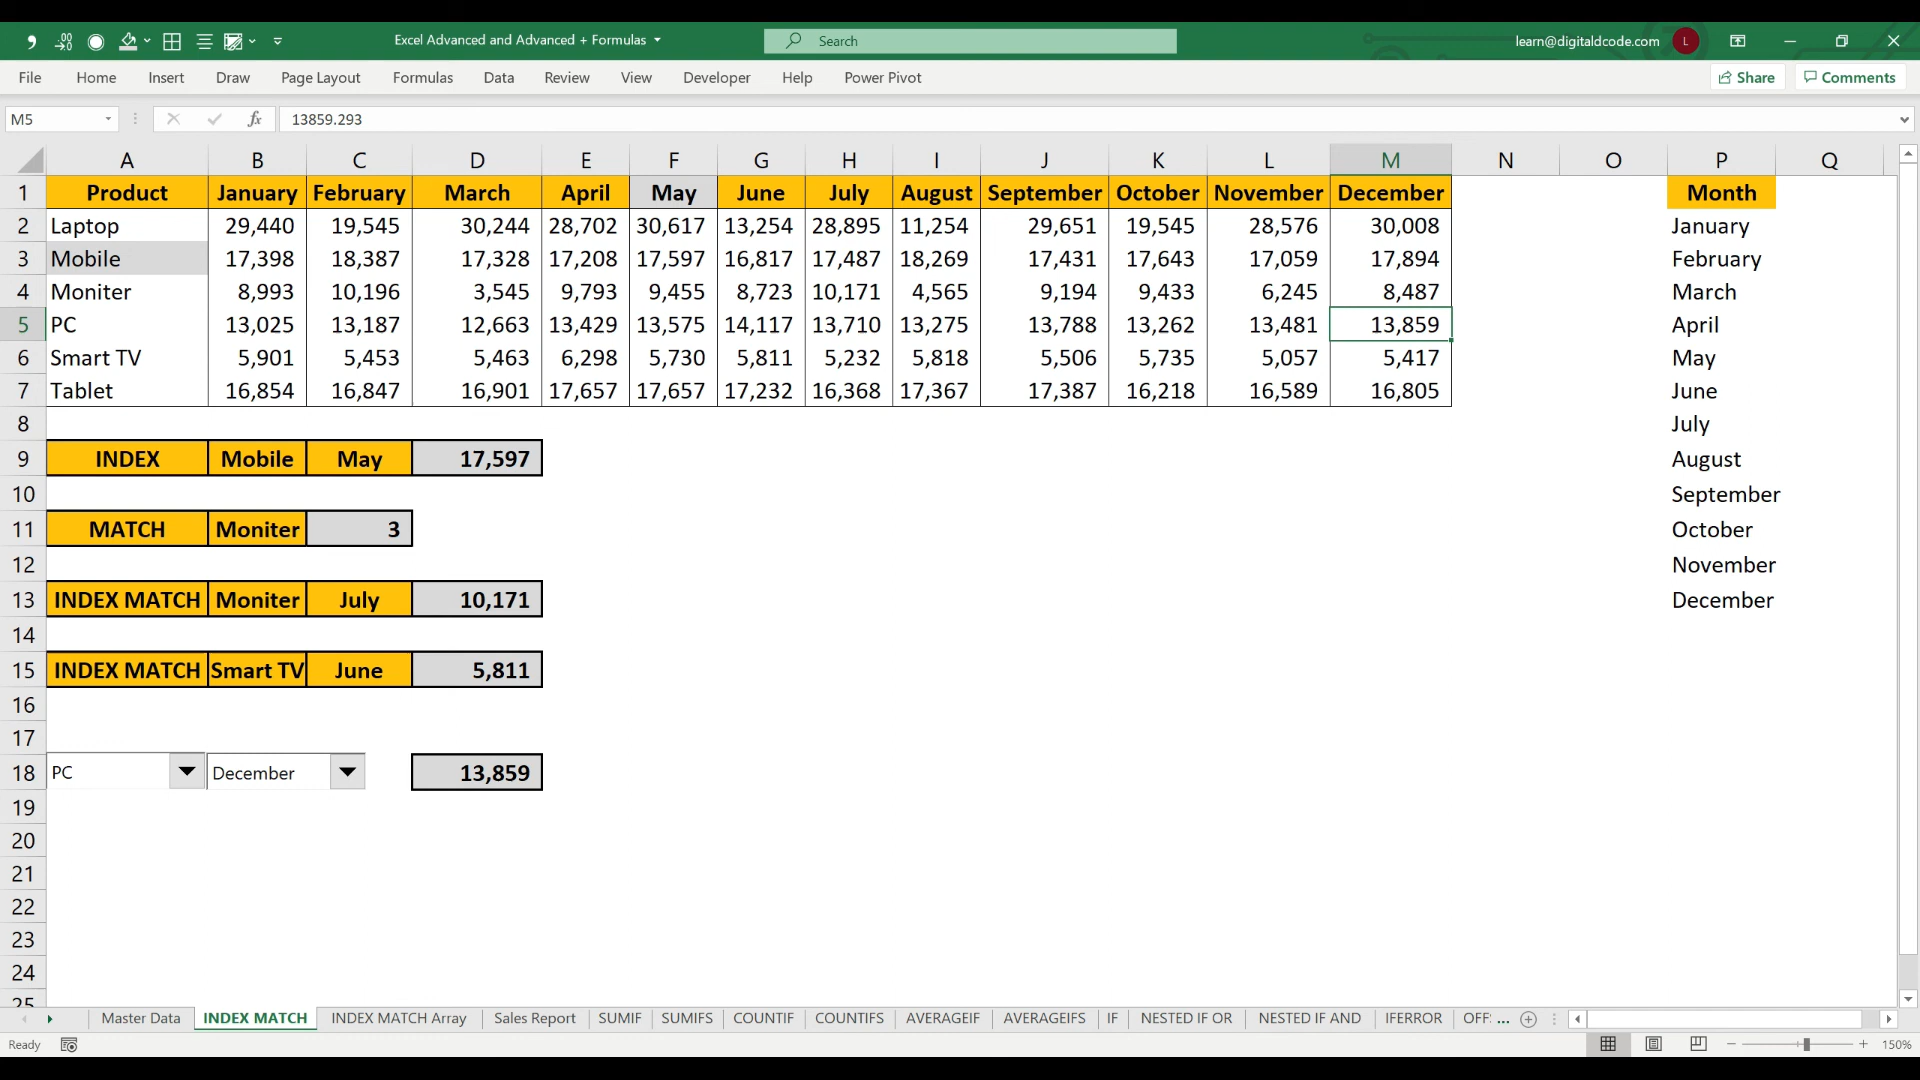 Excel Advanced and Advanced + Formulas Search learn@digitaldcode.com L
File Home Insert Draw Page Layout Formulas Data Review View Developer Help Power Pivot Share Comments
M5 fx 13859.293
A B C D E F G H I J K L M N O P Q
1 Product January February March April May June July August September October November December Month
2 Laptop 29,440 19,545 30,244 28,702 30,617 13,254 28,895 11,254 29,651 19,545 28,576 30,008 January
3 Mobile 17,398 18,387 17,328 17,208 17,597 16,817 17,487 18,269 17,431 17,643 17,059 17,894 February
4 Moniter 8,993 10,196 3,545 9,793 9,455 8,723 10,171 4,565 9,194 9,433 6,245 8,487 March
5 PC 13,025 13,187 12,663 13,429 13,575 14,117 13,710 13,275 13,788 13,262 13,481 13,859 April
6 Smart TV 5,901 5,453 5,463 6,298 5,730 5,811 5,232 5,818 5,506 5,735 5,057 5,417 May
7 Tablet 16,854 16,847 16,901 17,657 17,657 17,232 16,368 17,367 17,387 16,218 16,589 16,805 June
8 July
9 INDEX Mobile May 17,597 August
10 September
11 MATCH Moniter 3 October
12 November
13 INDEX MATCH Moniter July 10,171 December
14
15 INDEX MATCH Smart TV June 5,811
16
17
18 PC December 13,859
19
20
21
22
23
24
25
Master Data INDEX MATCH INDEX MATCH Array Sales Report SUMIF SUMIFS COUNTIF COUNTIFS AVERAGEIF AVERAGEIFS IF NESTED IF OR NESTED IF AND IFERROR OFF: ...
Ready 150%